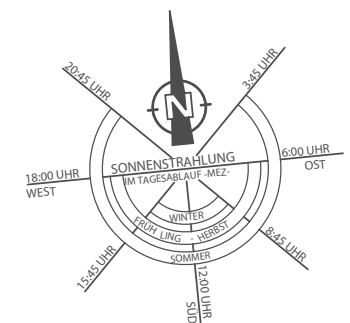 20:45 UHR
3:45 UHR
N
SONNENSTRAHLUNG
IM TAGESABLAUF -MEZ-
18:00 UHR
WEST
6:00 UHR
OST
WINTER
FRÜH LING - HERBST
SOMMER
15:45 UHR
8:45 UHR
12:00 UHR
SÜD